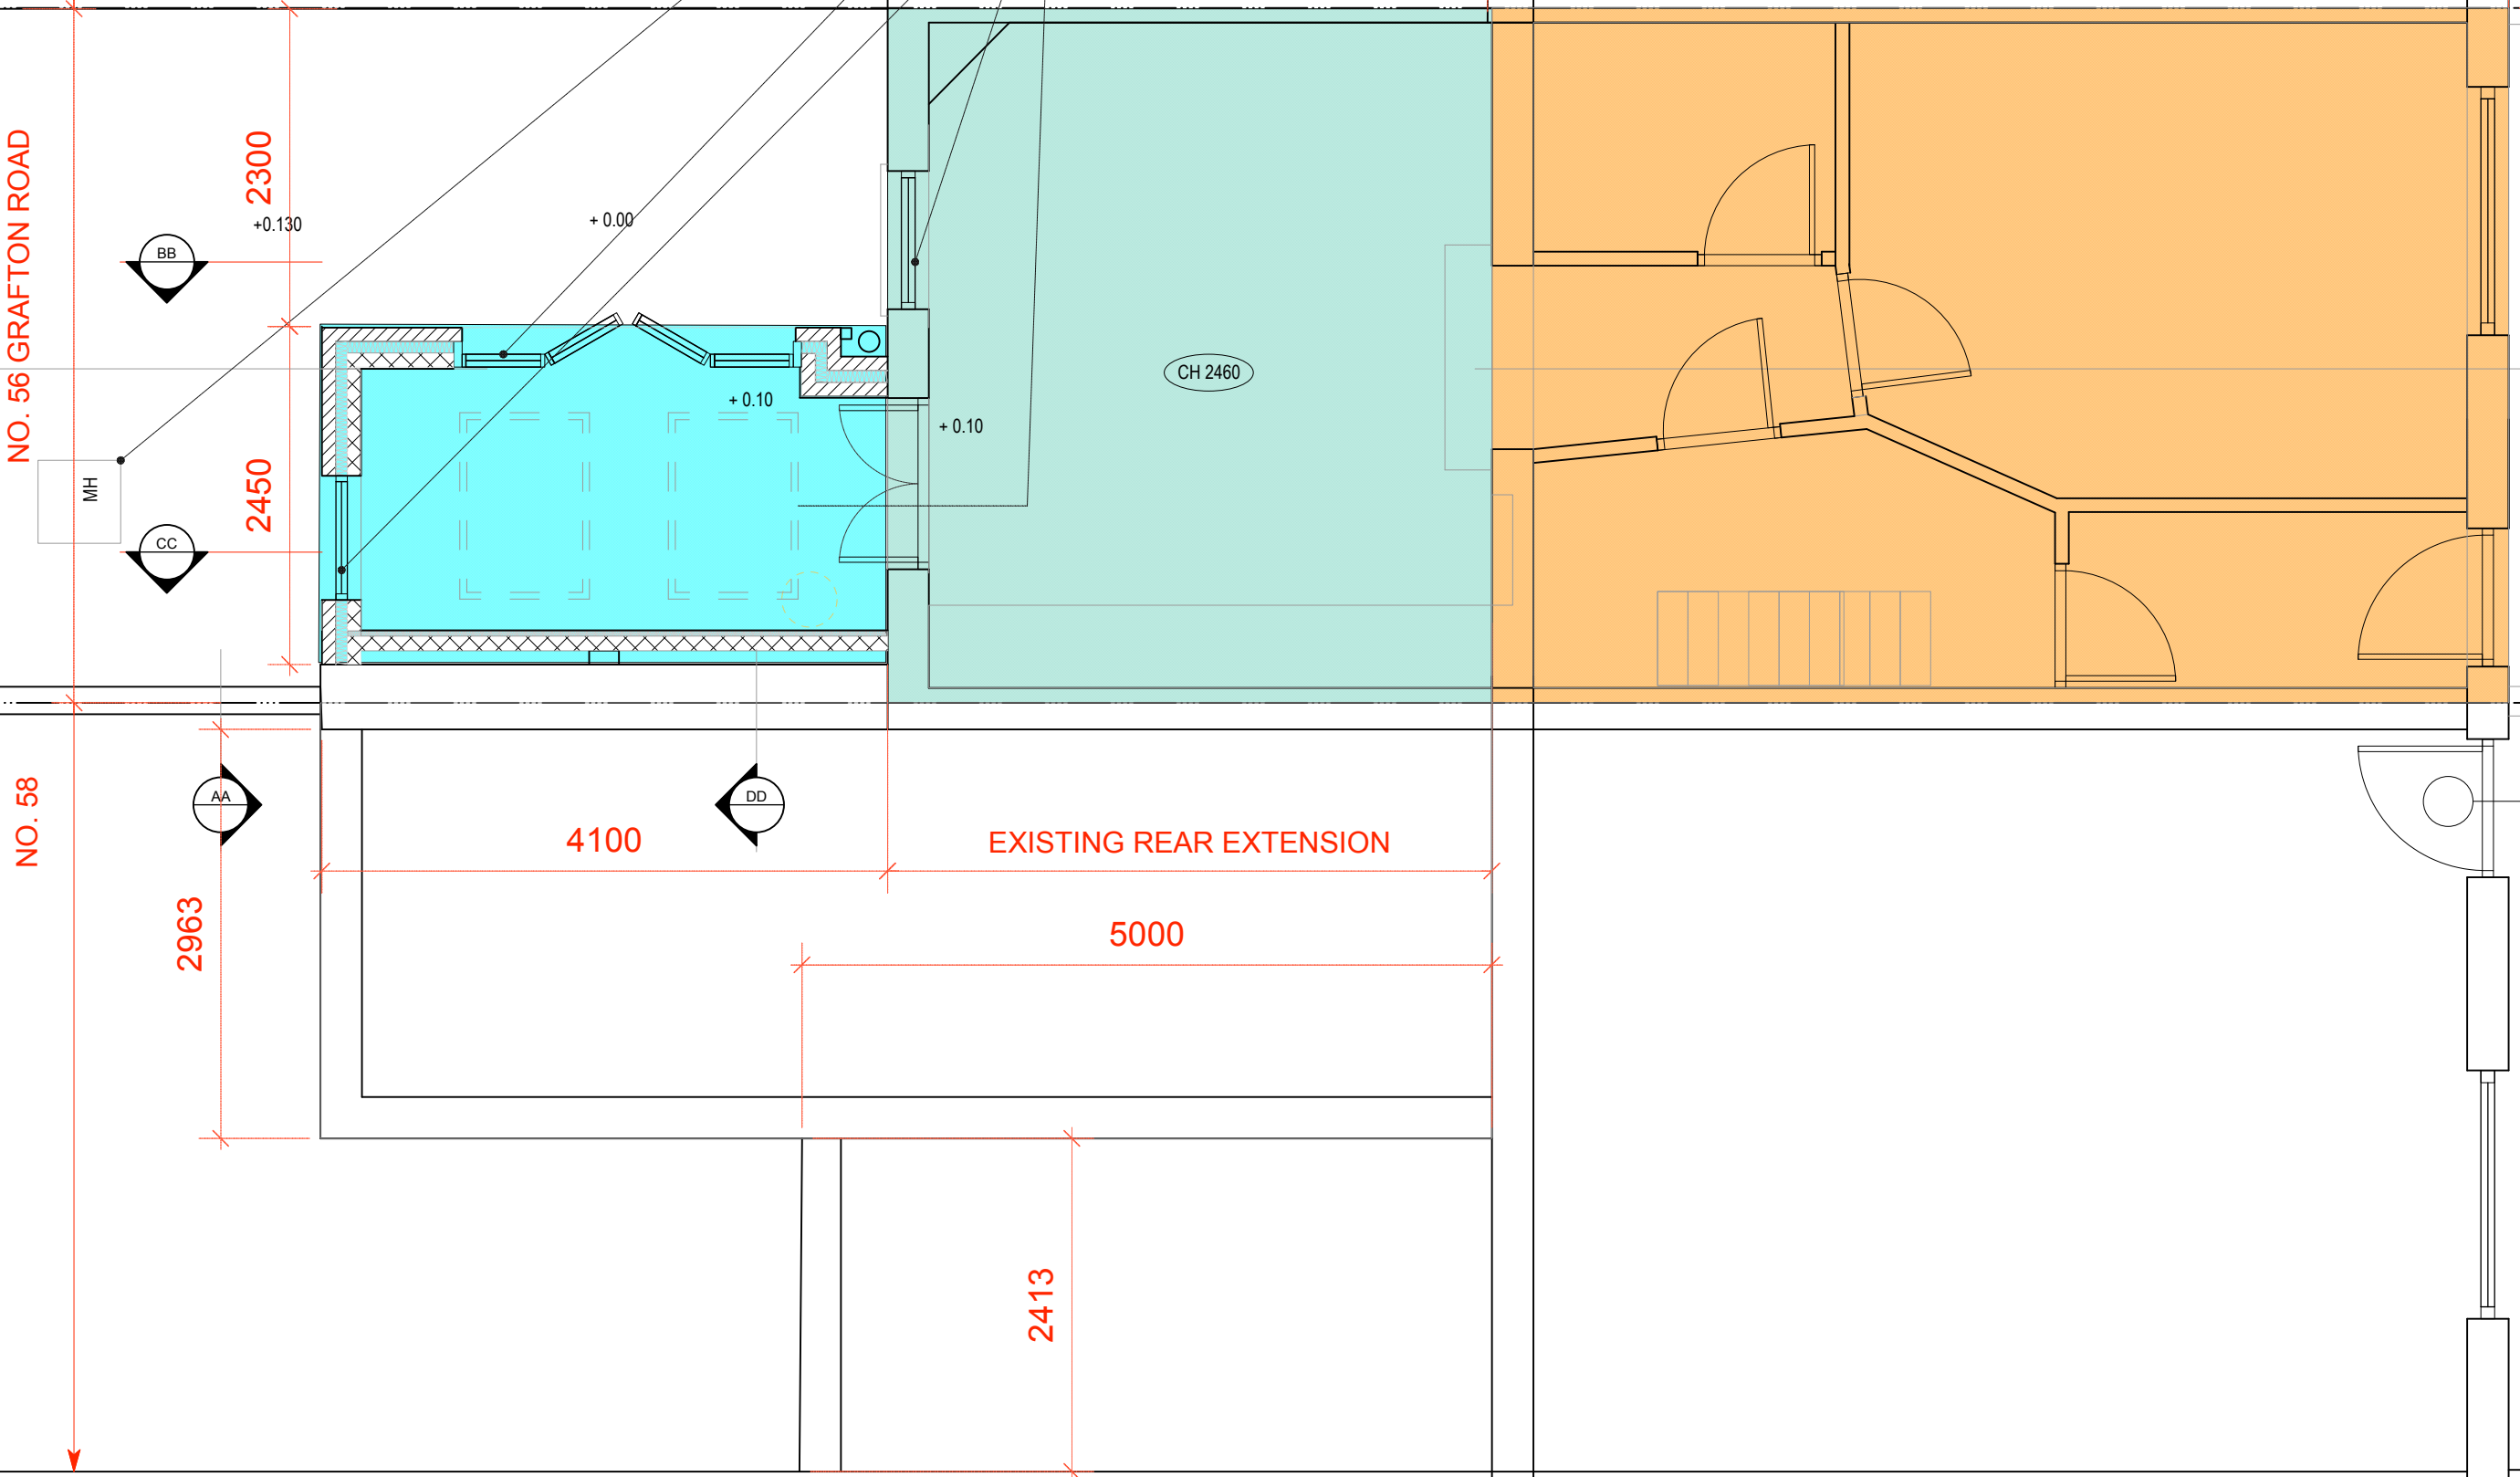 NO. 56 GRAFTON ROAD
2300
+0.130
+ 0.00
BB
CH 2460
+ 0.10
+ 0.10
2450
MH
CC
NO. 58
AA
DD
4100
EXISTING REAR EXTENSION
2963
5000
2413